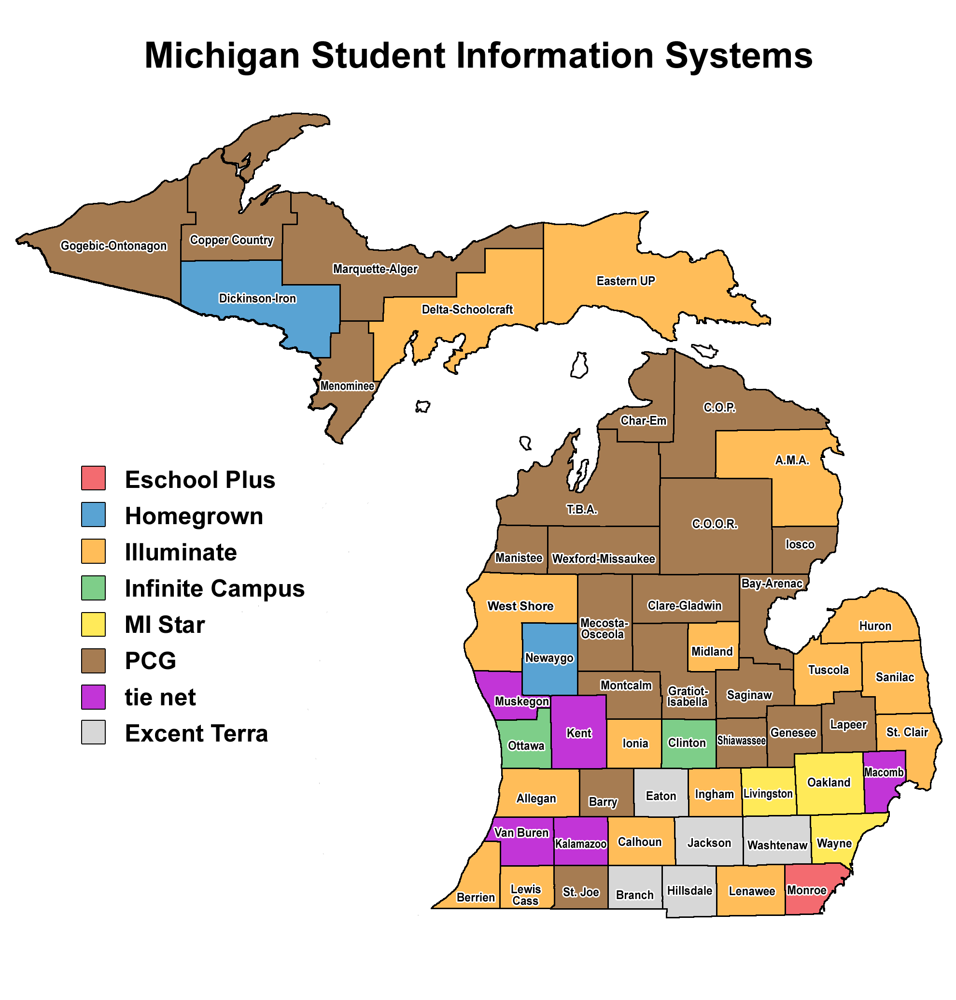 Michigan Student Information Systems
Gogebic-Ontonagon
Copper Country
Marquette-Alger
Eastern UP
Dickinson-Iron
Delta-Schoolcraft
Menominee
C.O.P.
Char-Em
A.M.A.
T.B.A.
C.O.O.R.
Iosco
Manistee
Wexford-Missaukee
Bay-Arenac
West Shore
Clare-Gladwin
Mecosta-
Osceola
Huron
Newaygo
Midland
Tuscola
Sanilac
Montcalm
Gratiot-
Isabella
Saginaw
Muskegon
Lapeer
Kent
Genesee
St. Clair
Ottawa
Ionia
Clinton
Shiawassee
Macomb
Oakland
Allegan
Barry
Eaton
Ingham
Livingston
Van Buren
Kalamazoo
Calhoun
Jackson
Washtenaw
Wayne
Berrien
Lewis
Cass
St. Joe
Branch
Hillsdale
Lenawee
Monroe
Eschool Plus
Homegrown
Illuminate
Infinite Campus
MI Star
PCG
tie net
Excent Terra